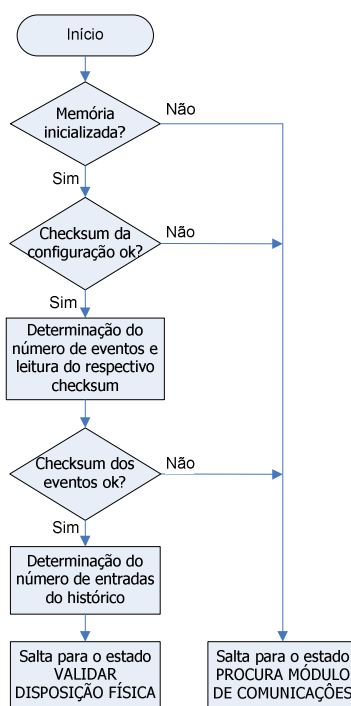 Início
Memória
inicializada?
Não
Sim
Checksum da
configuração ok?
Não
Sim
Determinação do
número de eventos e
leitura do respectivo
checksum
Checksum dos
eventos ok?
Não
Sim
Determinação do
número de entradas
do histórico
Salta para o estado
VALIDAR
DISPOSIÇÃO FÍSICA
Salta para o estado
PROCURA MÓDULO
DE COMUNICAÇÕES